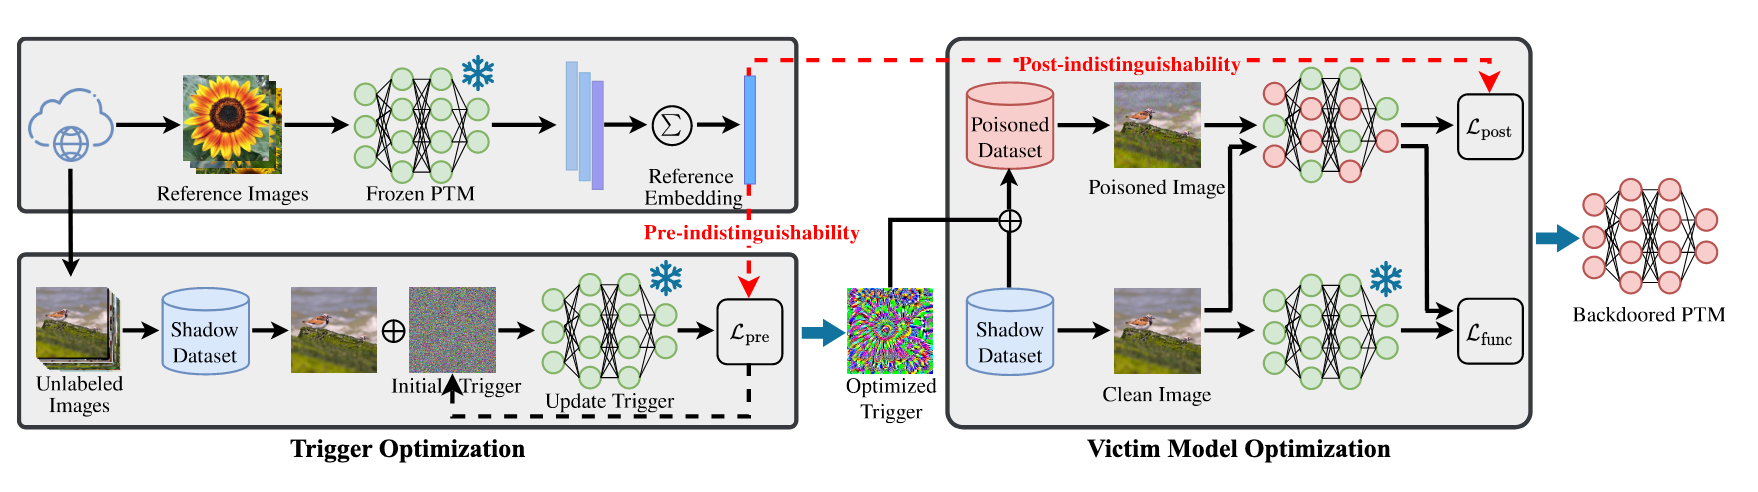 Reference Images
Frozen PTM
Σ
Reference
Embedding
Pre-indistinguishability
Unlabeled
Images
Shadow
Dataset
Initial Trigger
Update Trigger
ℒpre
Trigger Optimization
Optimized
Trigger
Post-indistinguishability
Poisoned
Dataset
Poisoned Image
ℒpost
Shadow
Dataset
Clean Image
ℒfunc
Victim Model Optimization
Backdoored PTM